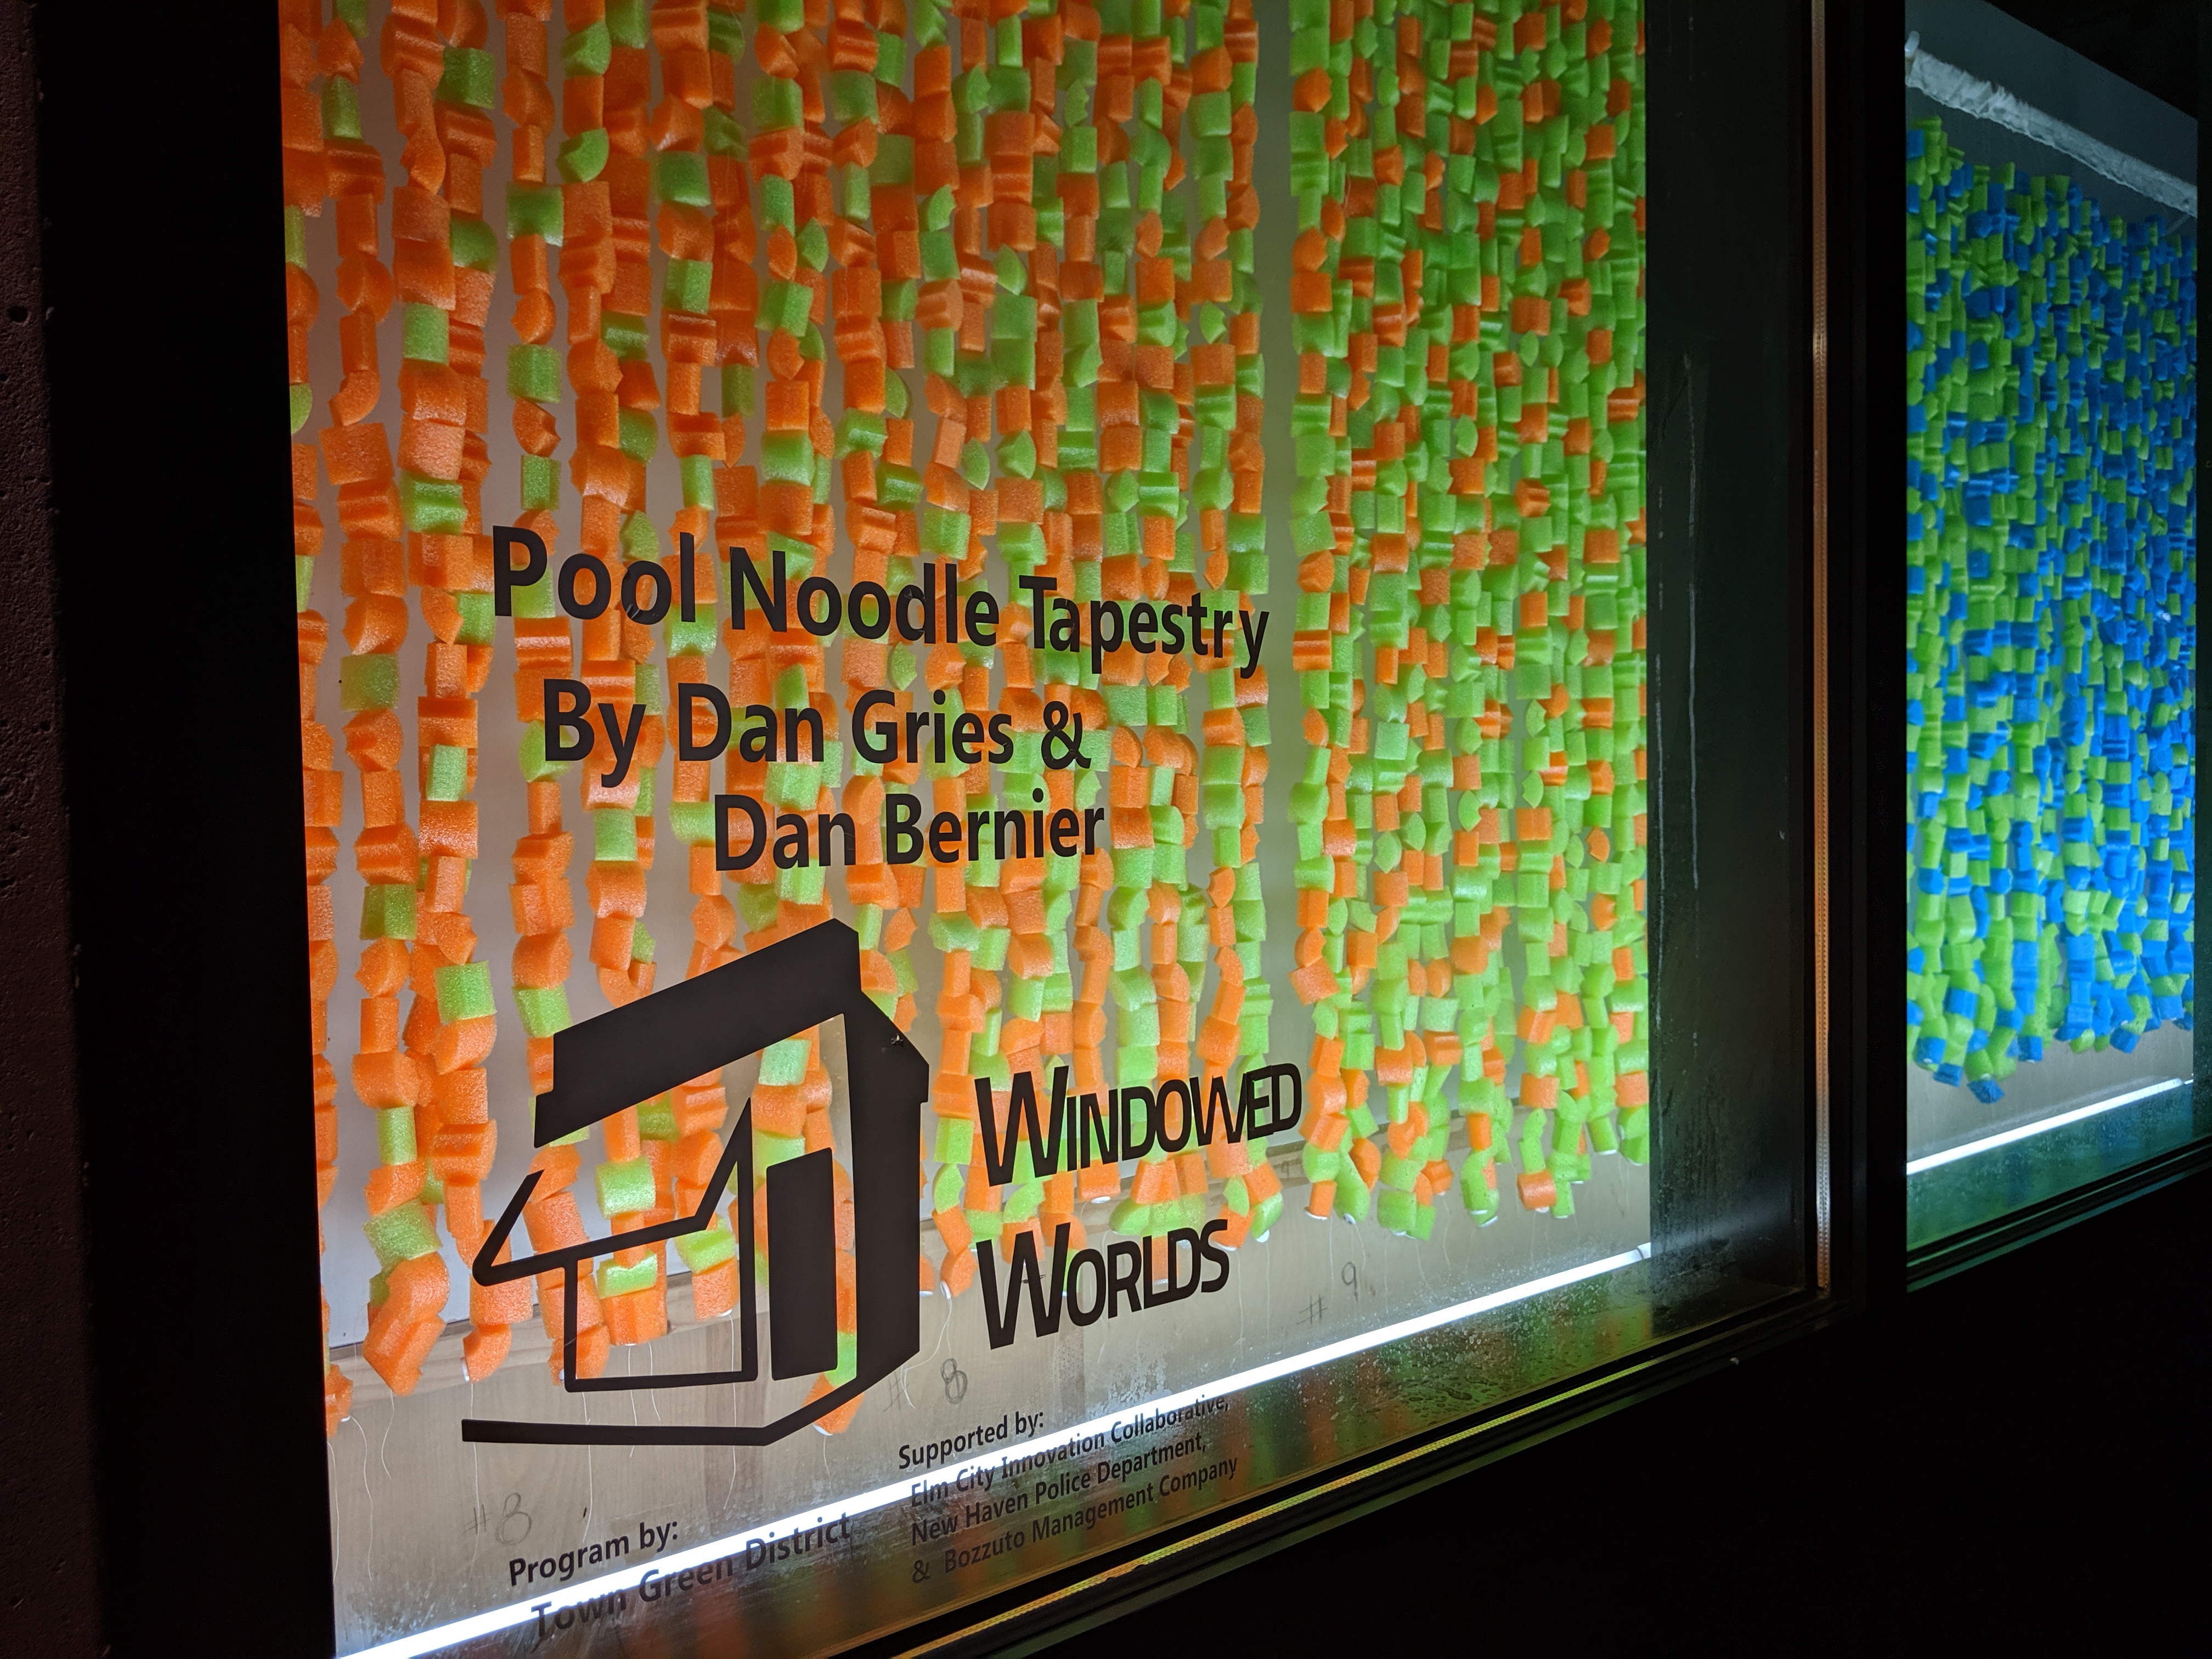 Pool Noodle Tapestry
By Dan Gries &
Dan Bernier
WINDOWED
WORLDS
# 9
# 8
#8
Supported by:
Elm City Innovation Collaborative,
New Haven Police Department,
& Bozzuto Management Company
Program by:
Town Green District